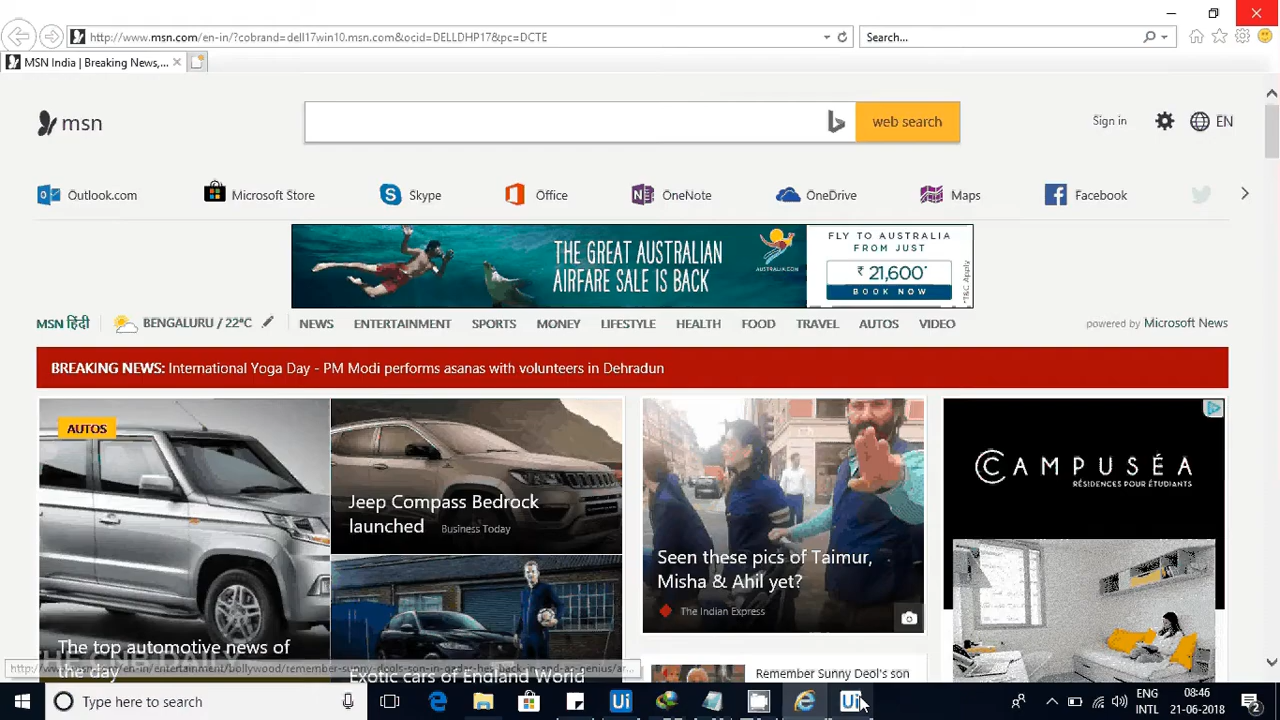 http://www.msn.com/en-in/?cobrand=dell17win10.msn.com&ocid=DELLDHP17&pc=DCTE
Search...
MSN India | Breaking News,...
msn
web search
Sign in
EN
Outlook.com
Microsoft Store
Skype
Office
OneNote
OneDrive
Maps
Facebook
THE GREAT AUSTRALIAN
AIRFARE SALE IS BACK
AUSTRALIA.COM
FLY TO AUSTRALIA
FROM JUST
₹ 21,600*
BOOK NOW
*T&C Apply
MSN हिंदी
BENGALURU / 22°C
NEWS
ENTERTAINMENT
SPORTS
MONEY
LIFESTYLE
HEALTH
FOOD
TRAVEL
AUTOS
VIDEO
powered by Microsoft News
BREAKING NEWS: International Yoga Day - PM Modi performs asanas with volunteers in Dehradun
AUTOS
Jeep Compass Bedrock
launched Business Today
Seen these pics of Taimur,
Misha & Ahil yet?
The Indian Express
CAMPUSÉA
RÉSIDENCES POUR ÉTUDIANTS
The top automotive news of
the day
Exotic cars of England World
Remember Sunny Deol's son
Type here to search
Ui
Ui
ENG
INTL
08:46
21-06-2018
2